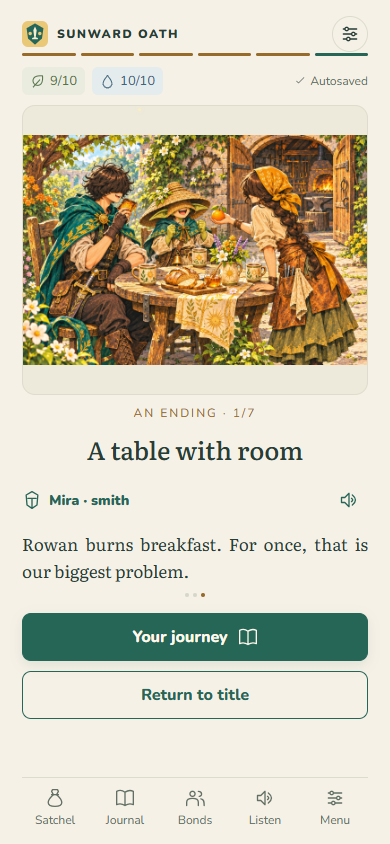 SUNWARD OATH
9/10
10/10
Autosaved
AN ENDING · 1/7
A table with room
Mira · smith
Rowan burns breakfast. For once, that is
our biggest problem.
Your journey
Return to title
Satchel
Journal
Bonds
Listen
Menu